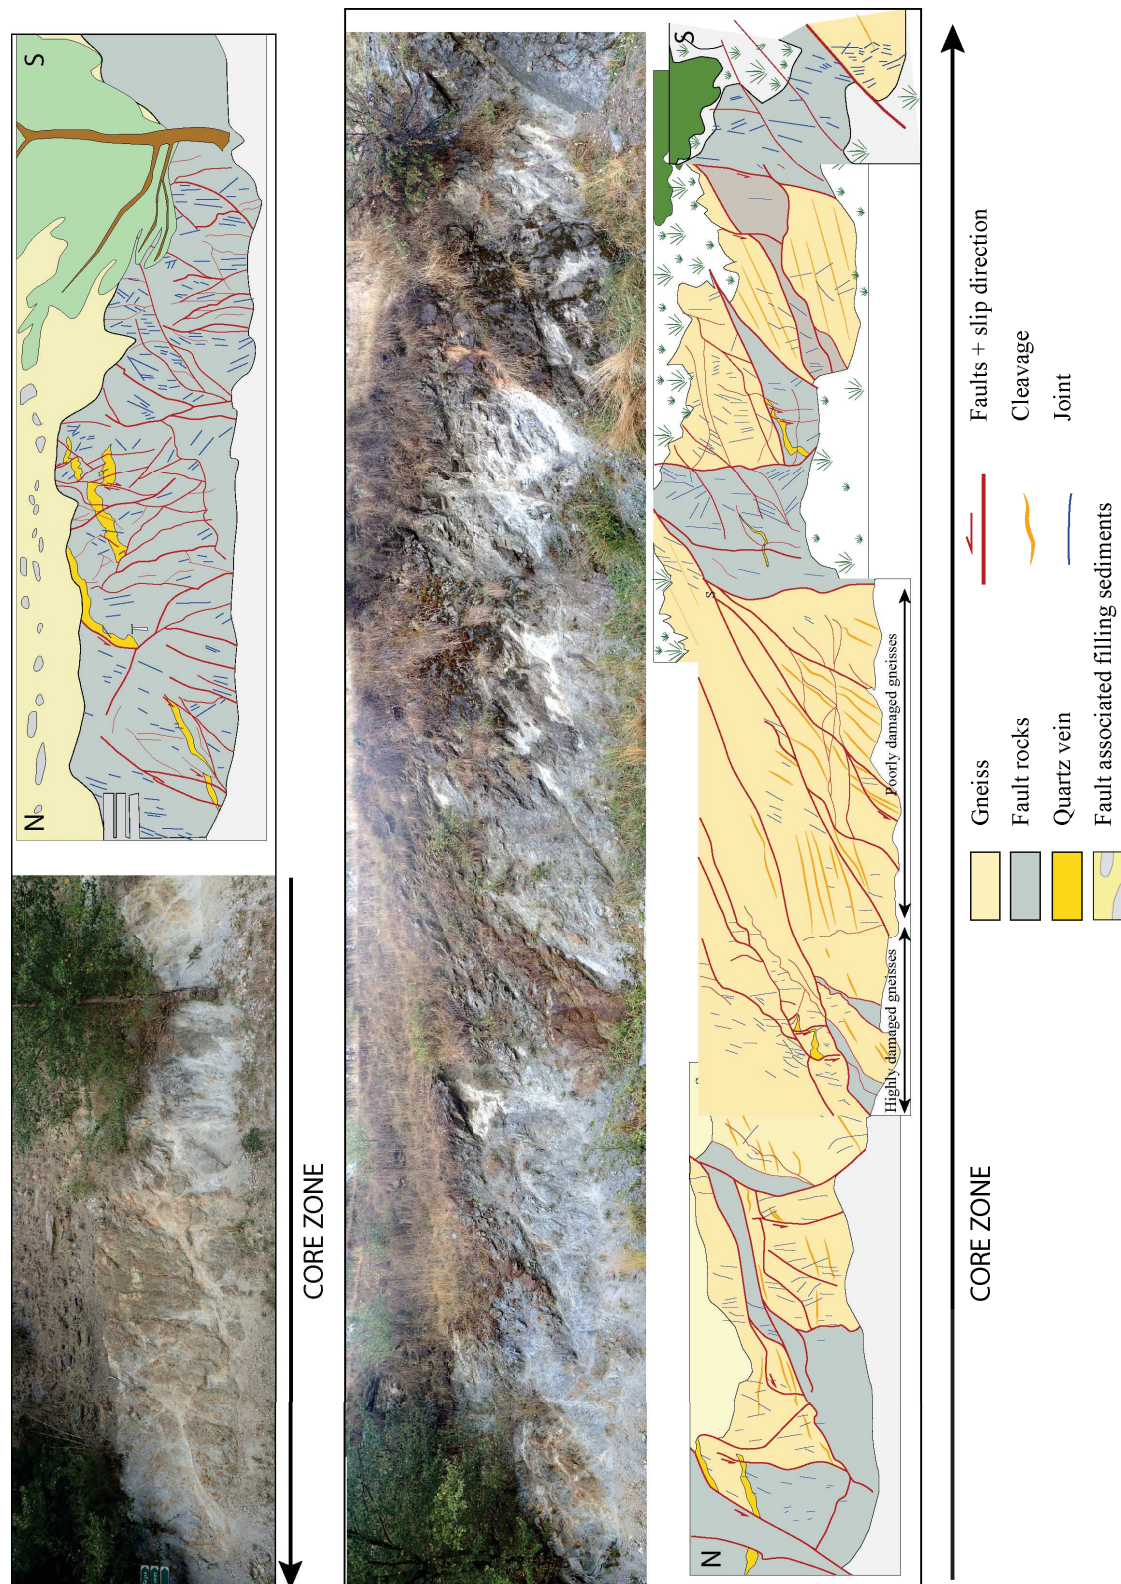 N
S
CORE ZONE
N
S
S
Highly damaged gneisses
Poorly damaged gneisses
CORE ZONE
Gneiss
Fault rocks
Quartz vein
Fault associated filling sediments
Faults + slip direction
Cleavage
Joint